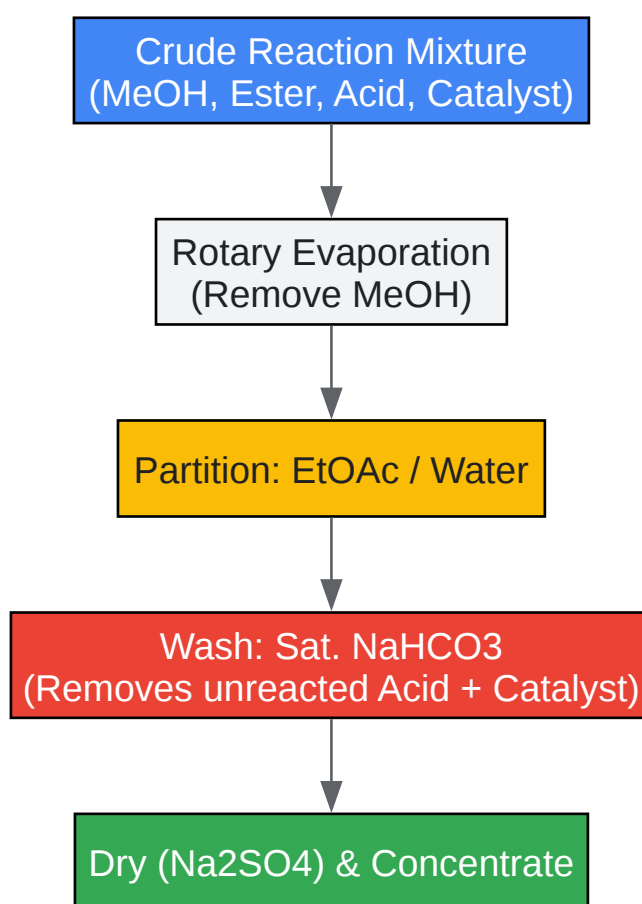 Crude Reaction Mixture
(MeOH, Ester, Acid, Catalyst)
Rotary Evaporation
(Remove MeOH)
Partition: EtOAc / Water
Wash: Sat. NaHCO3
(Removes unreacted Acid + Catalyst)
Dry (Na2SO4) & Concentrate